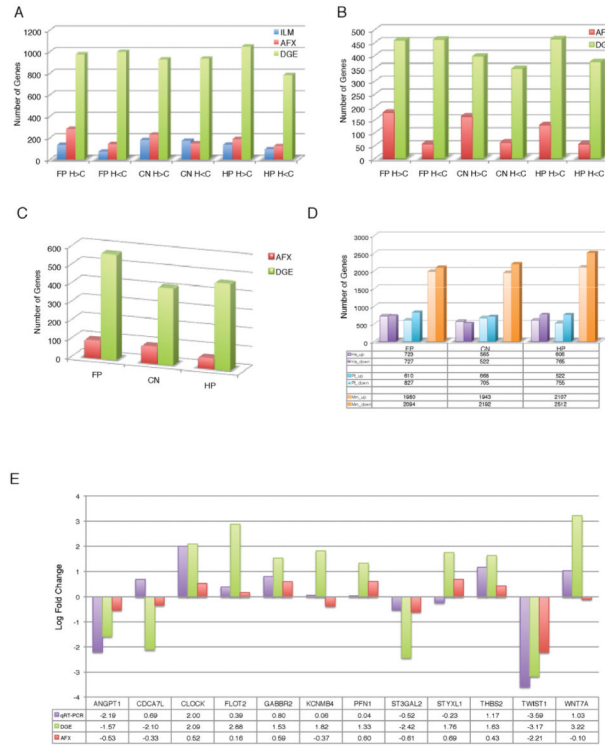 A
1200
1000
800
600
400
200
0
Number of Genes
ILM
AFX
DGE
FP H>C FP H<C CN H>C CN H<C HP H>C HP H<C
B
500
450
400
350
300
250
200
150
100
50
0
Number of Genes
FP H>C FP H<C CN H>C CN H<C HP H>C HP H<C
C
600
500
400
300
200
100
0
Number of Genes
AFX
DGE
FP CN HP
D
3000
2500
2000
1500
1000
500
0
Number of Genes
FP CN HP
Hs_up 723 565 606
Hs_down 727 522 765
Pt_up 610 668 522
Pt_down 827 705 755
Mm_up 1980 1943 2107
Mm_down 2094 2192 2512
E
4
3
2
1
0
-1
-2
-3
-4
Log Fold Change
ANGPT1 CDCA7L CLOCK FLOT2 GABBR2 KCNMB4 PFN1 ST3GAL2 STYXL1 THBS2 TWIST1 WNT7A
qRT-PCR -2.19 0.69 2.00 0.39 0.80 0.06 0.04 -0.52 -0.23 1.17 -3.59 1.03
DGE -1.57 -2.10 2.09 2.88 1.53 1.82 1.33 -2.42 1.76 1.63 -3.17 3.22
AFX -0.53 -0.33 0.52 0.16 0.59 -0.37 0.60 -0.61 0.69 0.43 -2.21 -0.10